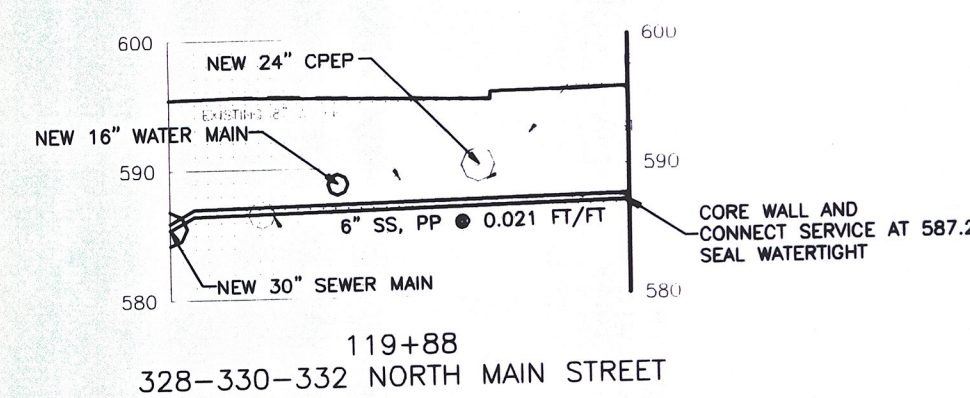 600
600
NEW 24" CPEP
EXISTING 8"
NEW 16" WATER MAIN
590
590
6" SS, PP @ 0.021 FT/FT
CORE WALL AND
CONNECT SERVICE AT 587.2
SEAL WATERTIGHT
NEW 30" SEWER MAIN
580
580
119+88
328-330-332 NORTH MAIN STREET